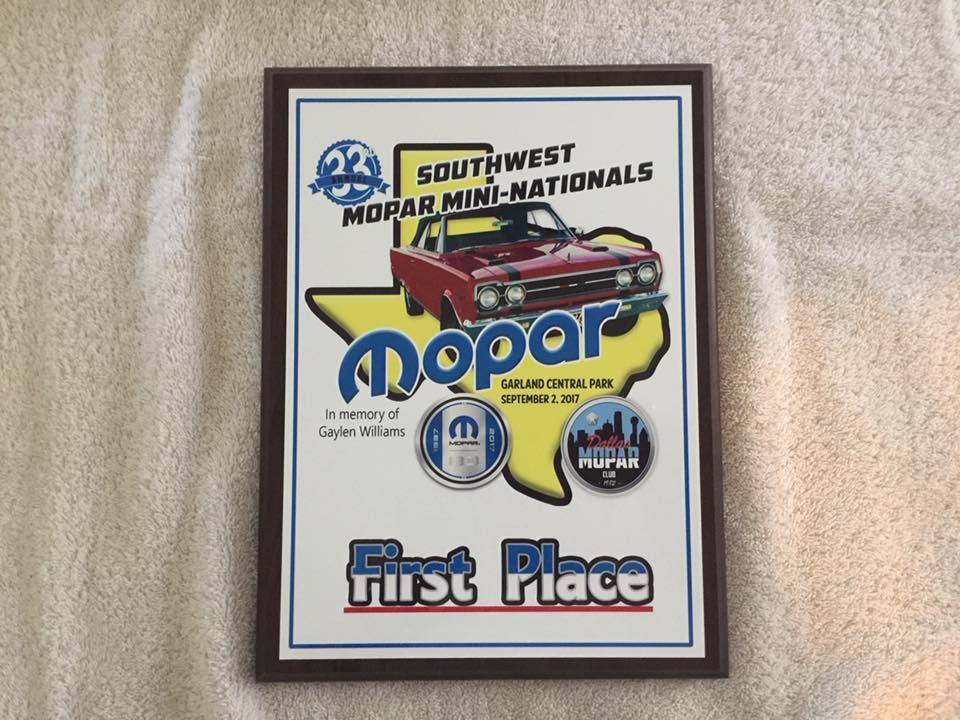 33rd
ANNUAL
SOUTHWEST
MOPAR MINI-NATIONALS
Mopar
GARLAND CENTRAL PARK
SEPTEMBER 2, 2017
In memory of
Gaylen Williams
1937
MOPAR
2017
Dallas
MOPAR
CLUB
First Place